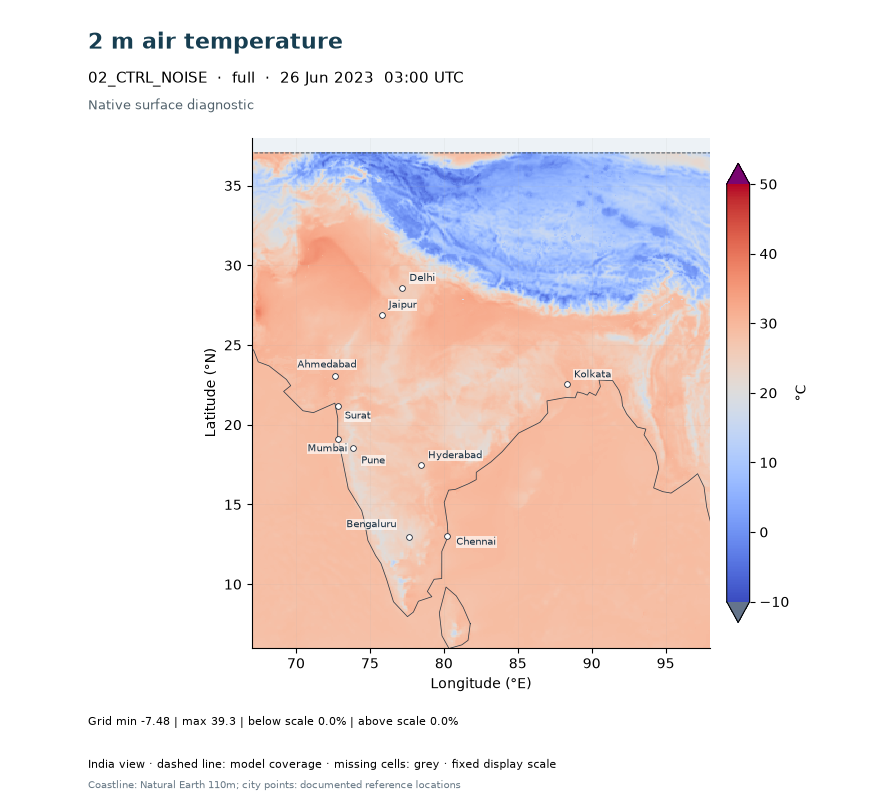 2 m air temperature
02_CTRL_NOISE · full · 26 Jun 2023 03:00 UTC
Native surface diagnostic
35
30
25
20
15
10
Latitude (°N)
Delhi
Jaipur
Ahmedabad
Kolkata
Surat
Mumbai
Pune
Hyderabad
Bengaluru
Chennai
70
75
80
85
90
95
Longitude (°E)
50
40
30
20
10
0
−10
°C
Grid min -7.48 | max 39.3 | below scale 0.0% | above scale 0.0%
India view · dashed line: model coverage · missing cells: grey · fixed display scale
Coastline: Natural Earth 110m; city points: documented reference locations